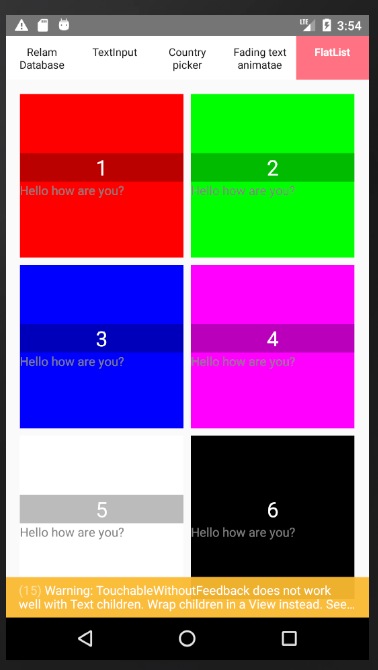 LTE 3:54
Relam
Database
TextInput
Country
picker
Fading text
animatae
FlatList
1
Hello how are you?
2
Hello how are you?
3
Hello how are you?
4
Hello how are you?
5
Hello how are you?
6
Hello how are you?
(15) Warning: TouchableWithoutFeedback does not work
well with Text children. Wrap children in a View instead. See...